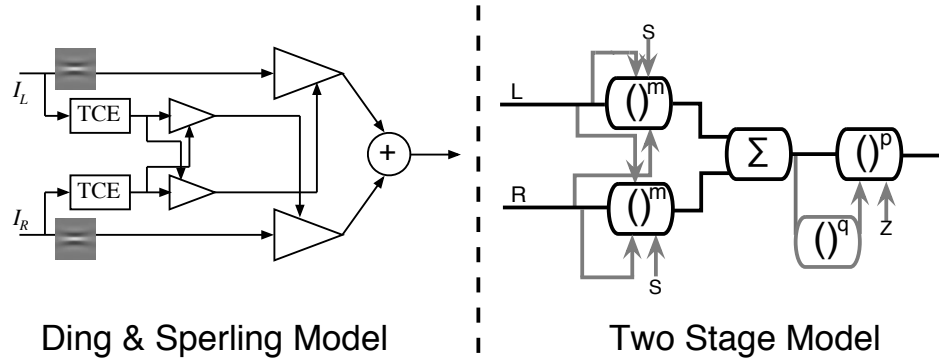 I_L
TCE
TCE
I_R
+
Ding & Sperling Model
S
L
()^m
R
()^m
S
Σ
()^p
()^q
Z
Two Stage Model